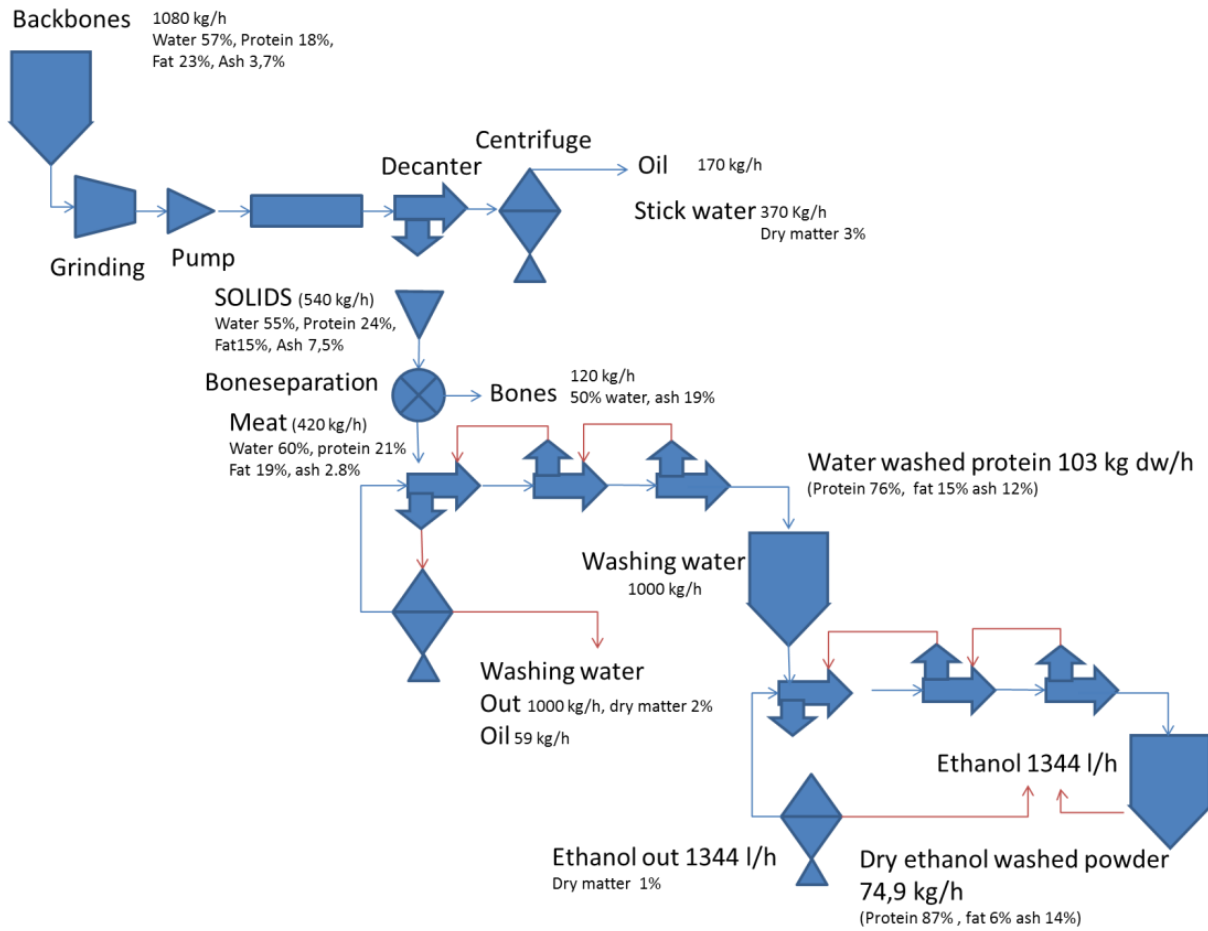 Backbones
1080 kg/h
Water 57%, Protein 18%,
Fat 23%, Ash 3,7%
Centrifuge
Decanter
Oil
170 kg/h
Stick water
370 Kg/h
Dry matter 3%
Grinding
Pump
SOLIDS (540 kg/h)
Water 55%, Protein 24%,
Fat15%, Ash 7,5%
Boneseparation
Bones
120 kg/h
50% water, ash 19%
Meat (420 kg/h)
Water 60%, protein 21%
Fat 19%, ash 2.8%
Water washed protein 103 kg dw/h
(Protein 76%, fat 15% ash 12%)
Washing water
1000 kg/h
Washing water
Out 1000 kg/h, dry matter 2%
Oil 59 kg/h
Ethanol 1344 l/h
Ethanol out 1344 l/h
Dry matter 1%
Dry ethanol washed powder
74,9 kg/h
(Protein 87% , fat 6% ash 14%)